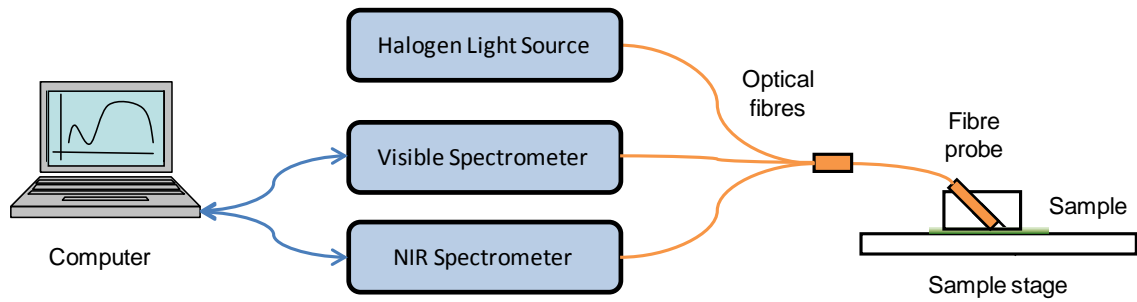 Halogen Light Source
Optical
fibres
Fibre
probe
Visible Spectrometer
Sample
Computer
NIR Spectrometer
Sample stage